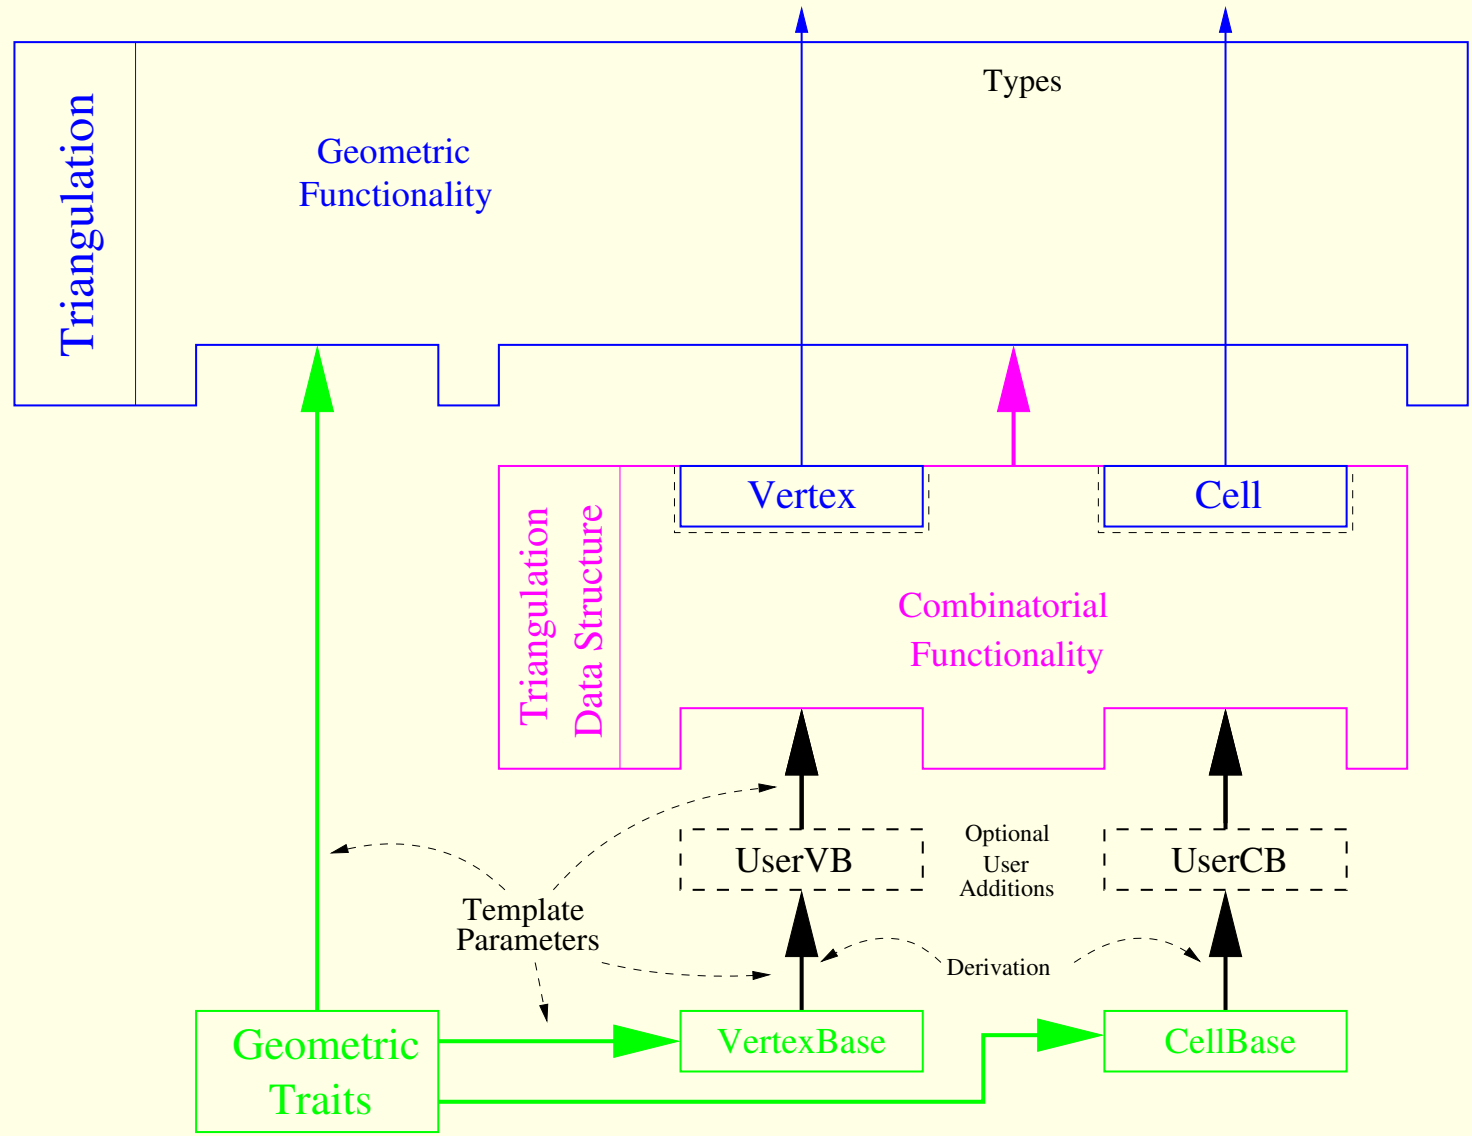 Types
Triangulation
Geometric
Functionality
Vertex
Cell
Triangulation
Data Structure
Combinatorial
Functionality
Optional
User
Additions
UserVB
UserCB
Template
Parameters
Derivation
Geometric
Traits
VertexBase
CellBase